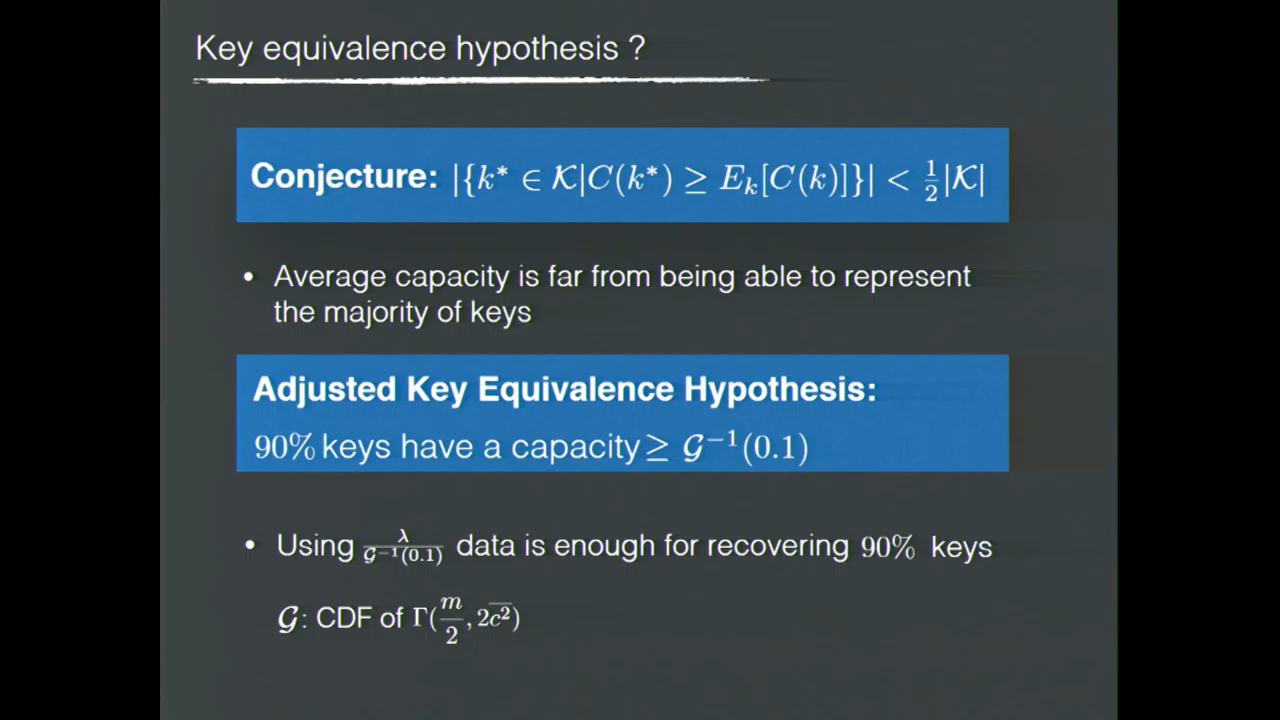 Key equivalence hypothesis ?
Conjecture: |{k* ∈ 𝒦|C(k*) ≥ E_k[C(k)]}| < 1/2|𝒦|
• Average capacity is far from being able to represent
the majority of keys
Adjusted Key Equivalence Hypothesis:
90% keys have a capacity ≥ 𝒢⁻¹(0.1)
• Using λ/𝒢⁻¹(0.1) data is enough for recovering 90% keys
𝒢: CDF of Γ(m/2, 2c̅²)